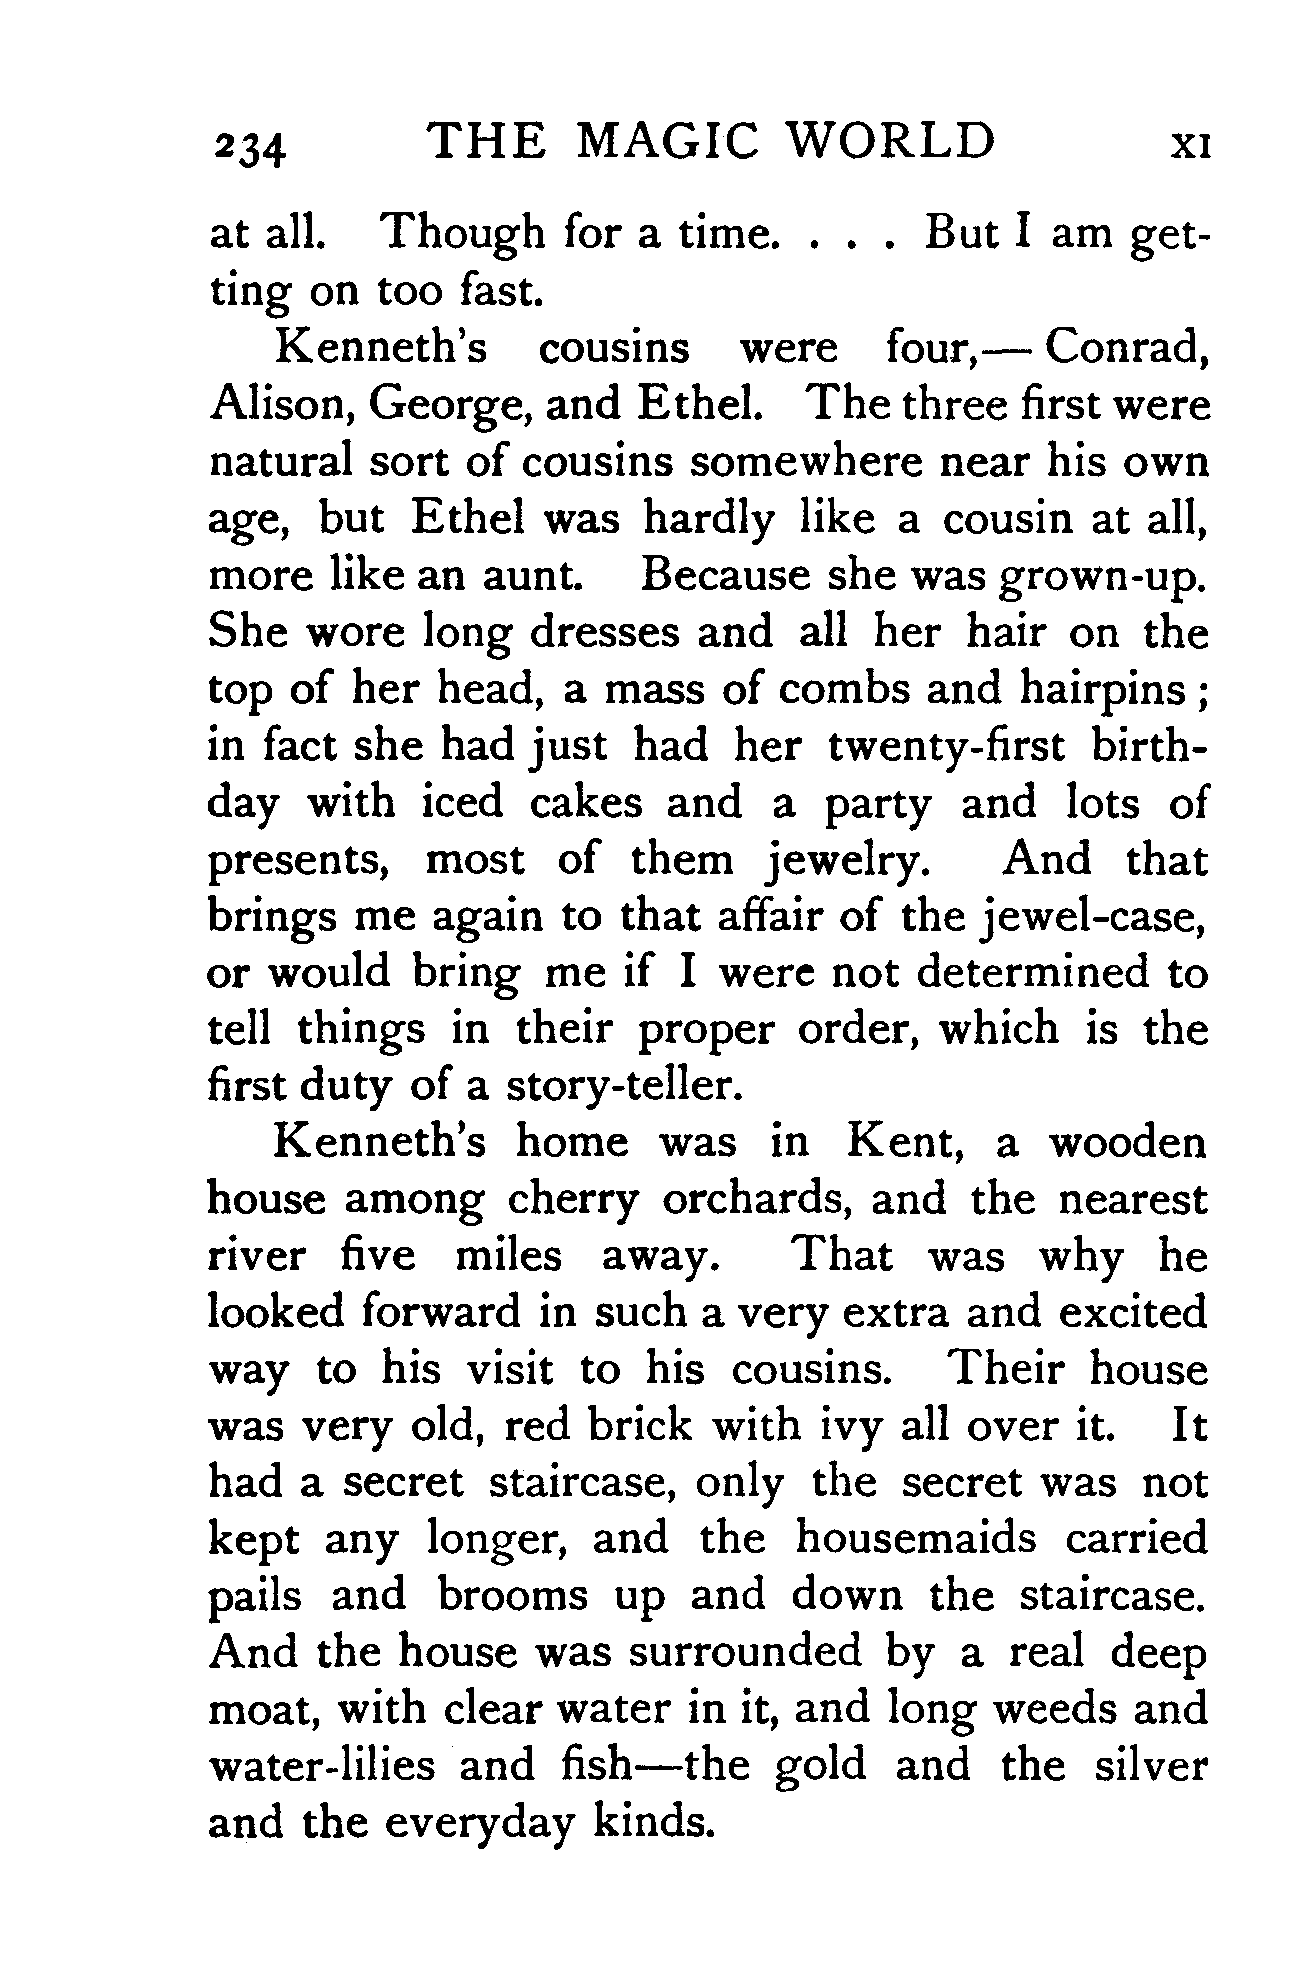 234 THE MAGIC WORLD XI
at all. Though for a time. . . . But I am get-
ting on too fast.
Kenneth's cousins were four,— Conrad,
Alison, George, and Ethel. The three first were
natural sort of cousins somewhere near his own
age, but Ethel was hardly like a cousin at all,
more like an aunt. Because she was grown-up.
She wore long dresses and all her hair on the
top of her head, a mass of combs and hairpins ;
in fact she had just had her twenty-first birth-
day with iced cakes and a party and lots of
presents, most of them jewelry. And that
brings me again to that affair of the jewel-case,
or would bring me if I were not determined to
tell things in their proper order, which is the
first duty of a story-teller.
Kenneth's home was in Kent, a wooden
house among cherry orchards, and the nearest
river five miles away. That was why he
looked forward in such a very extra and excited
way to his visit to his cousins. Their house
was very old, red brick with ivy all over it. It
had a secret staircase, only the secret was not
kept any longer, and the housemaids carried
pails and brooms up and down the staircase.
And the house was surrounded by a real deep
moat, with clear water in it, and long weeds and
water-lilies and fish—the gold and the silver
and the everyday kinds.